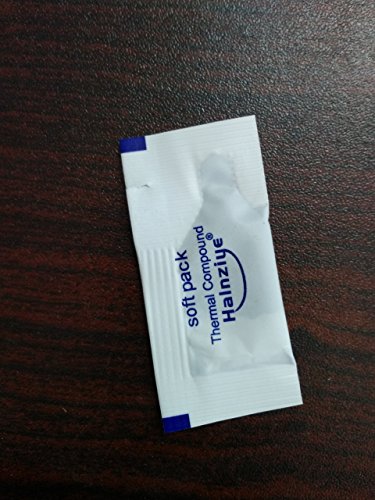 soft pack
Thermal Compound
Halnziye®